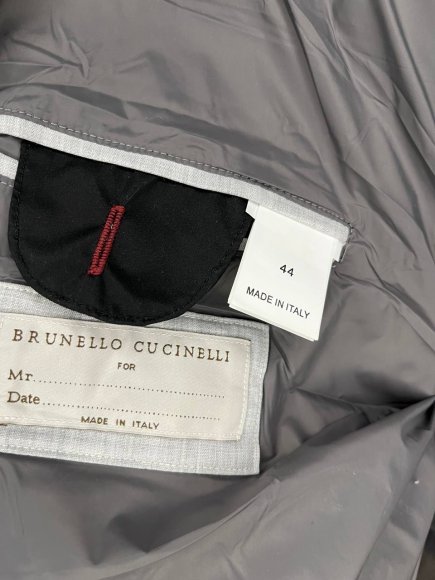 44
MADE IN ITALY
BRUNELLO CUCINELLI
FOR
Mr..............................
Date...........................
MADE IN ITALY